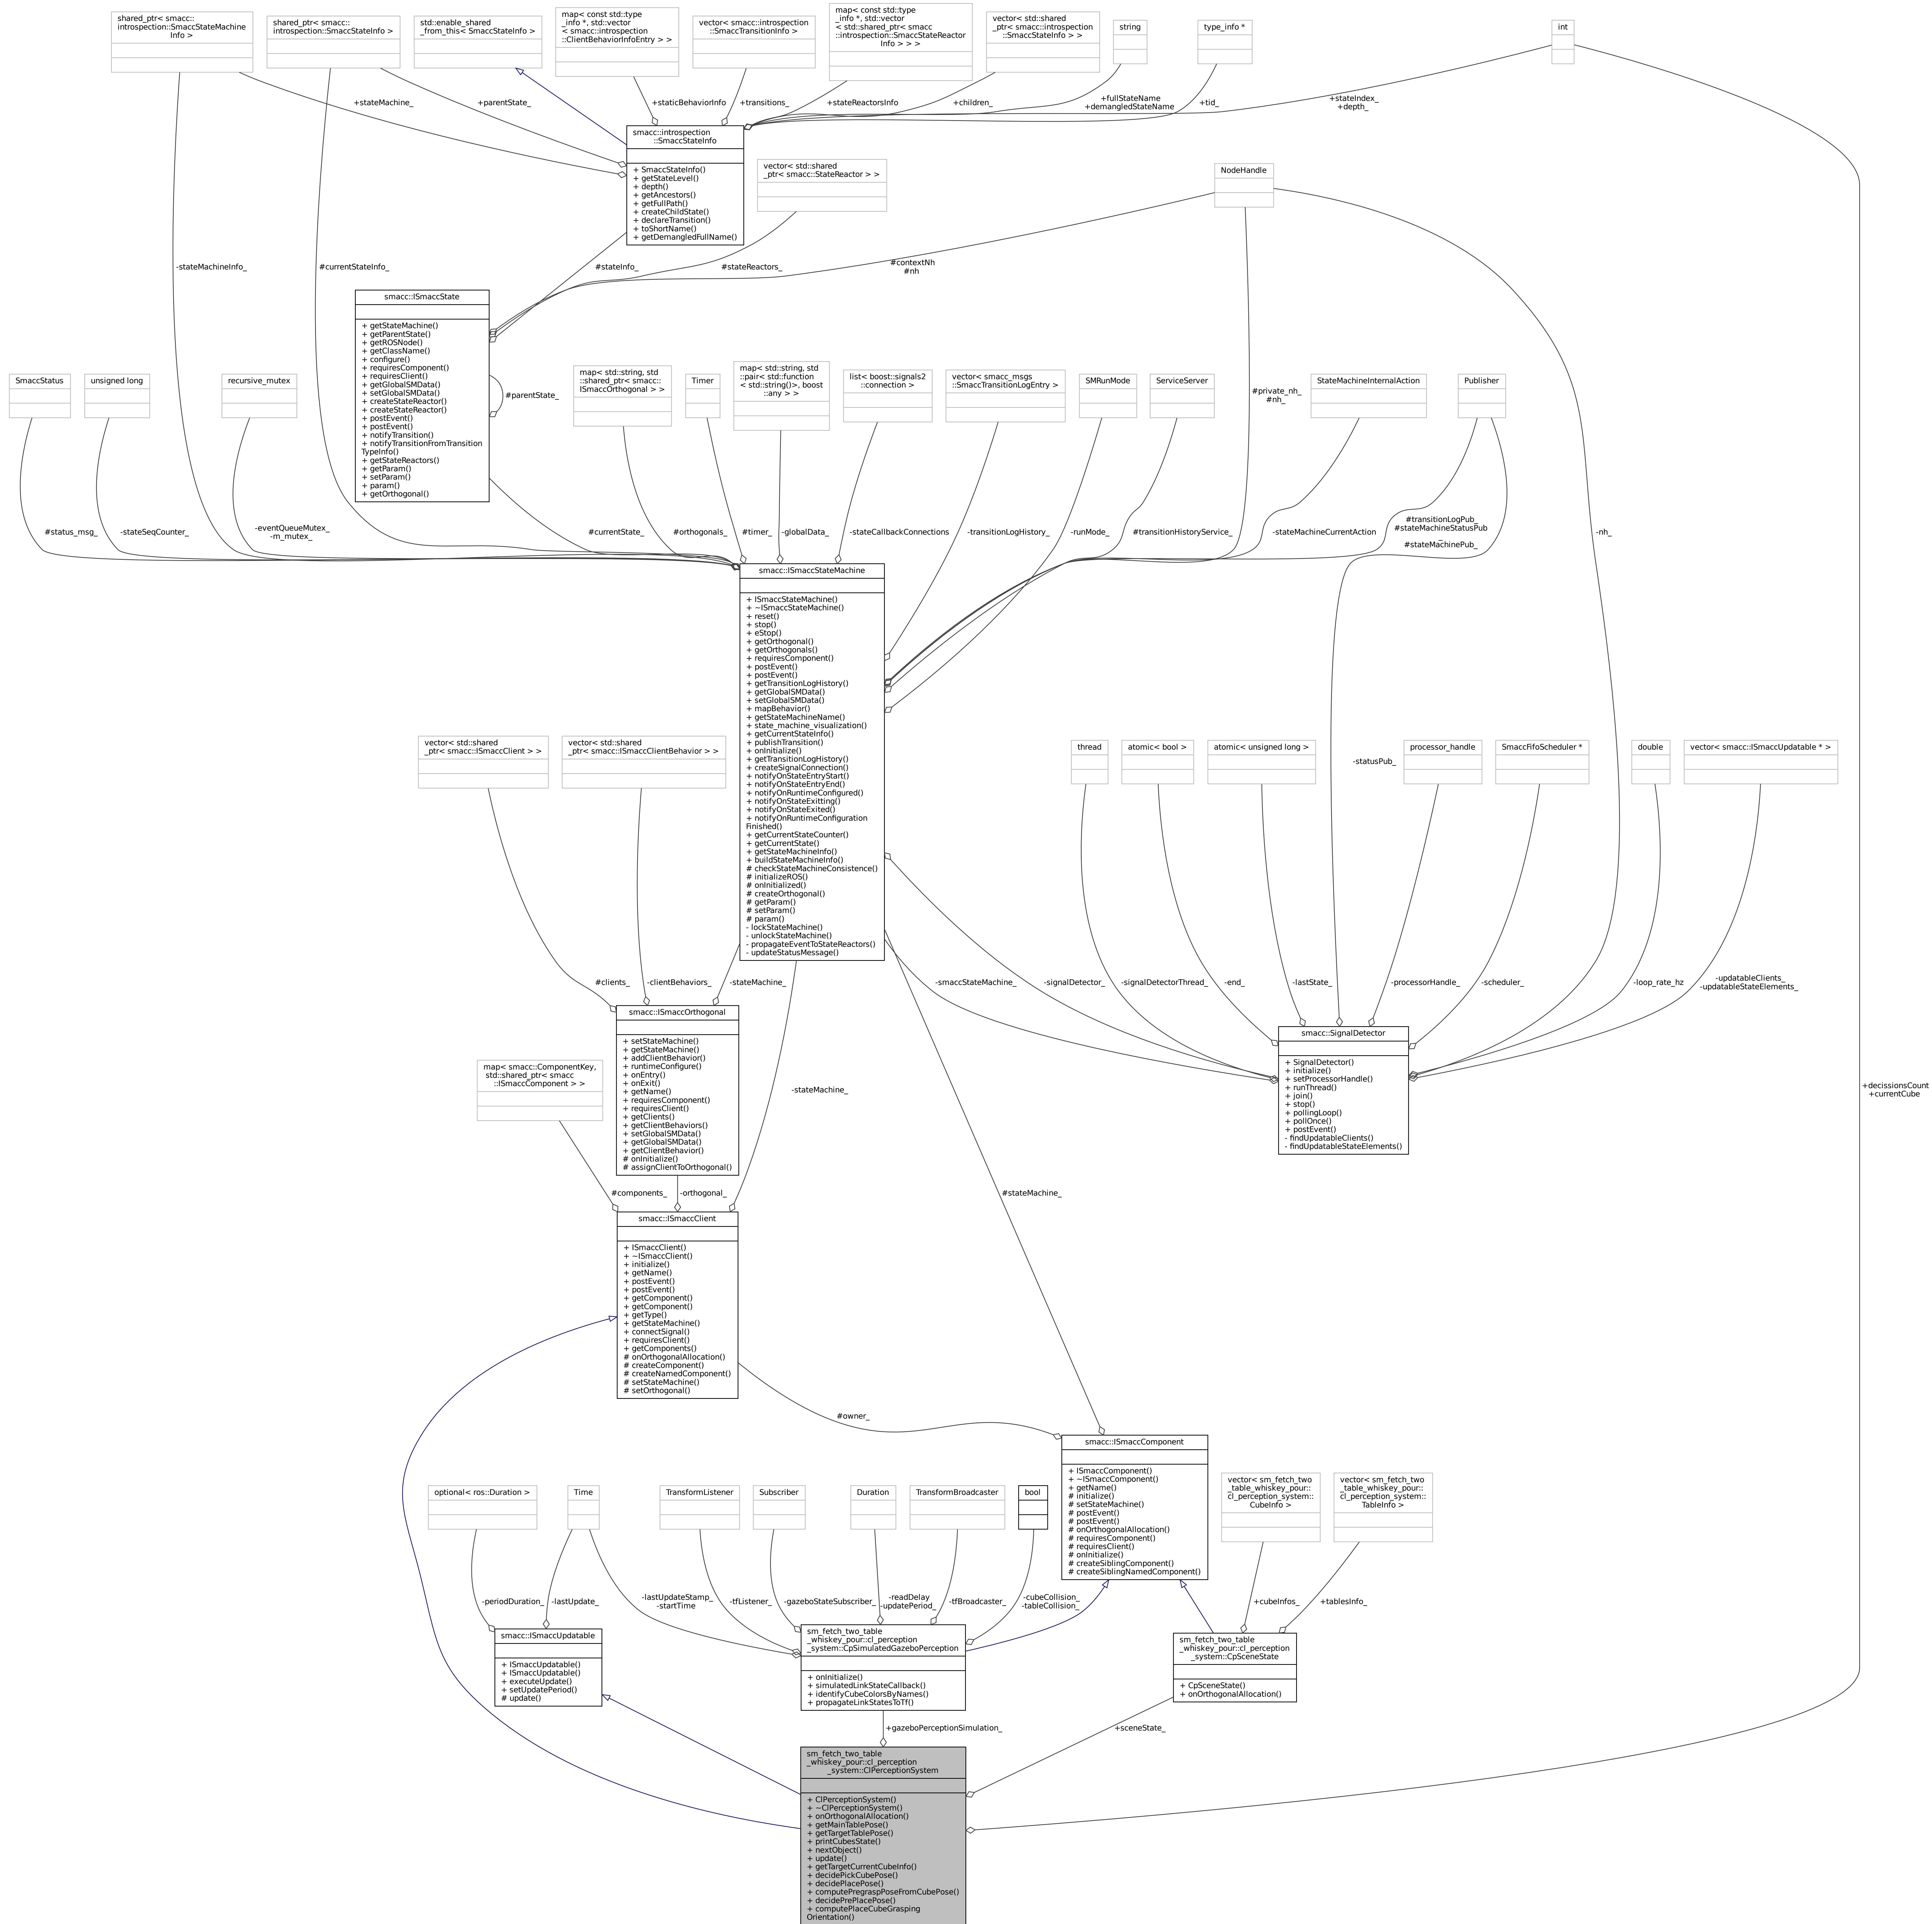 shared_ptr< smacc::
introspection::SmaccStateMachine
Info >
shared_ptr< smacc::
introspection::SmaccStateInfo >
std::enable_shared
_from_this< SmaccStateInfo >
map< const std::type
_info *, std::vector
< smacc::introspection
::ClientBehaviorInfoEntry > >
vector< smacc::introspection
::SmaccTransitionInfo >
map< const std::type
_info *, std::vector
< std::shared_ptr< smacc
::introspection::SmaccStateReactor
Info > > >
vector< std::shared
_ptr< smacc::introspection
::SmaccStateInfo > >
string
type_info *
int
+stateMachine_
+parentState_
+staticBehaviorInfo
+transitions_
+stateReactorsInfo
+children_
+fullStateName
+demangledStateName
+tid_
+stateIndex_
+depth_
smacc::introspection
::SmaccStateInfo
+ SmaccStateInfo()
+ getStateLevel()
+ depth()
+ getAncestors()
+ getFullPath()
+ createChildState()
+ declareTransition()
+ toShortName()
+ getDemangledFullName()
vector< std::shared
_ptr< smacc::StateReactor > >
NodeHandle
-stateMachineInfo_
#currentStateInfo_
#stateInfo_
#stateReactors_
#contextNh
#nh
smacc::ISmaccState
+ getStateMachine()
+ getParentState()
+ getROSNode()
+ getClassName()
+ configure()
+ requiresComponent()
+ requiresClient()
+ getGlobalSMData()
+ setGlobalSMData()
+ createStateReactor()
+ createStateReactor()
+ postEvent()
+ postEvent()
+ notifyTransition()
+ notifyTransitionFromTransition
TypeInfo()
+ getStateReactors()
+ getParam()
+ setParam()
+ param()
+ getOrthogonal()
#parentState_
SmaccStatus
unsigned long
recursive_mutex
map< std::string, std
::shared_ptr< smacc::
ISmaccOrthogonal > >
Timer
map< std::string, std
::pair< std::function
< std::string()>, boost
::any > >
list< boost::signals2
::connection >
vector< smacc_msgs
::SmaccTransitionLogEntry >
SMRunMode
ServiceServer
#private_nh_
#nh_
StateMachineInternalAction
Publisher
#status_msg_
-stateSeqCounter_
-eventQueueMutex_
-m_mutex_
#currentState_
#orthogonals_
#timer_
-globalData_
-stateCallbackConnections
-transitionLogHistory_
-runMode_
#transitionHistoryService_
-stateMachineCurrentAction
#transitionLogPub_
#stateMachineStatusPub
_
#stateMachinePub_
-nh_
smacc::ISmaccStateMachine
+ ISmaccStateMachine()
+ ~ISmaccStateMachine()
+ reset()
+ stop()
+ eStop()
+ getOrthogonal()
+ getOrthogonals()
+ requiresComponent()
+ postEvent()
+ postEvent()
+ getTransitionLogHistory()
+ getGlobalSMData()
+ setGlobalSMData()
+ mapBehavior()
+ getStateMachineName()
+ state_machine_visualization()
+ getCurrentStateInfo()
+ publishTransition()
+ onInitialize()
+ getTransitionLogHistory()
+ createSignalConnection()
+ notifyOnStateEntryStart()
+ notifyOnStateEntryEnd()
+ notifyOnRuntimeConfigured()
+ notifyOnStateExitting()
+ notifyOnStateExited()
+ notifyOnRuntimeConfiguration
Finished()
+ getCurrentStateCounter()
+ getCurrentState()
+ getStateMachineInfo()
+ buildStateMachineInfo()
# checkStateMachineConsistence()
# initializeROS()
# onInitialized()
# createOrthogonal()
# getParam()
# setParam()
# param()
- lockStateMachine()
- unlockStateMachine()
- propagateEventToStateReactors()
- updateStatusMessage()
vector< std::shared
_ptr< smacc::ISmaccClient > >
vector< std::shared
_ptr< smacc::ISmaccClientBehavior > >
thread
atomic< bool >
atomic< unsigned long >
-statusPub_
processor_handle
SmaccFifoScheduler *
double
vector< smacc::ISmaccUpdatable * >
#clients_
-clientBehaviors_
-stateMachine_
-smaccStateMachine_
-signalDetector_
-signalDetectorThread_
-end_
-lastState_
-processorHandle_
-scheduler_
-loop_rate_hz
-updatableClients_
-updatableStateElements_
smacc::ISmaccOrthogonal
+ setStateMachine()
+ getStateMachine()
+ addClientBehavior()
+ runtimeConfigure()
+ onEntry()
+ onExit()
+ getName()
+ requiresComponent()
+ requiresClient()
+ getClients()
+ getClientBehaviors()
+ setGlobalSMData()
+ getGlobalSMData()
+ getClientBehavior()
# onInitialize()
# assignClientToOrthogonal()
smacc::SignalDetector
+ SignalDetector()
+ initialize()
+ setProcessorHandle()
+ runThread()
+ join()
+ stop()
+ pollingLoop()
+ pollOnce()
+ postEvent()
- findUpdatableClients()
- findUpdatableStateElements()
map< smacc::ComponentKey,
std::shared_ptr< smacc
::ISmaccComponent > >
-stateMachine_
+decissionsCount
+currentCube
#components_
-orthogonal_
#stateMachine_
smacc::ISmaccClient
+ ISmaccClient()
+ ~ISmaccClient()
+ initialize()
+ getName()
+ postEvent()
+ postEvent()
+ getComponent()
+ getComponent()
+ getType()
+ getStateMachine()
+ connectSignal()
+ requiresClient()
+ getComponents()
# onOrthogonalAllocation()
# createComponent()
# createNamedComponent()
# setStateMachine()
# setOrthogonal()
#owner_
smacc::ISmaccComponent
+ ISmaccComponent()
+ ~ISmaccComponent()
+ getName()
# initialize()
# setStateMachine()
# postEvent()
# postEvent()
# onOrthogonalAllocation()
# requiresComponent()
# requiresClient()
# onInitialize()
# createSiblingComponent()
# createSiblingNamedComponent()
optional< ros::Duration >
Time
TransformListener
Subscriber
Duration
TransformBroadcaster
bool
vector< sm_fetch_two
_table_whiskey_pour::
cl_perception_system::
CubeInfo >
vector< sm_fetch_two
_table_whiskey_pour::
cl_perception_system::
TableInfo >
-periodDuration_
-lastUpdate_
-lastUpdateStamp_
-startTime
-tfListener_
-gazeboStateSubscriber_
-readDelay
-updatePeriod_
-tfBroadcaster_
-cubeCollision_
-tableCollision_
+cubeInfos_
+tablesInfo_
smacc::ISmaccUpdatable
+ ISmaccUpdatable()
+ ISmaccUpdatable()
+ executeUpdate()
+ setUpdatePeriod()
# update()
sm_fetch_two_table
_whiskey_pour::cl_perception
_system::CpSimulatedGazeboPerception
+ onInitialize()
+ simulatedLinkStateCallback()
+ identifyCubeColorsByNames()
+ propagateLinkStatesToTf()
sm_fetch_two_table
_whiskey_pour::cl_perception
_system::CpSceneState
+ CpSceneState()
+ onOrthogonalAllocation()
+gazeboPerceptionSimulation_
+sceneState_
sm_fetch_two_table
_whiskey_pour::cl_perception
_system::ClPerceptionSystem
+ ClPerceptionSystem()
+ ~ClPerceptionSystem()
+ onOrthogonalAllocation()
+ getMainTablePose()
+ getTargetTablePose()
+ printCubesState()
+ nextObject()
+ update()
+ getTargetCurrentCubeInfo()
+ decidePickCubePose()
+ decidePlacePose()
+ computePregraspPoseFromCubePose()
+ decidePrePlacePose()
+ computePlaceCubeGrasping
Orientation()